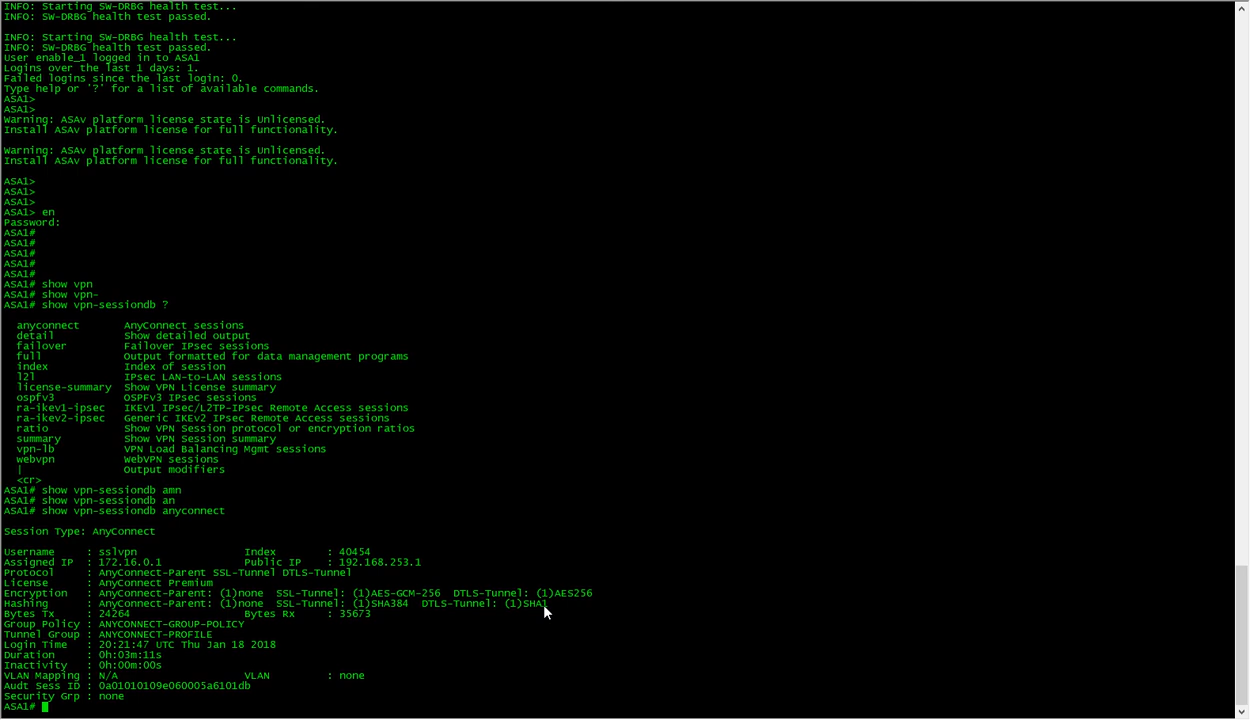 INFO: Starting SW-DRBG health test...
INFO: SW-DRBG health test passed.
INFO: Starting SW-DRBG health test...
INFO: SW-DRBG health test passed.
User enable_1 logged in to ASA1
Logins over the last 1 days: 1.
Failed logins since the last login: 0.
Type help or '?' for a list of available commands.
ASA1>
ASA1>
Warning: ASAv platform license state is Unlicensed.
Install ASAv platform license for full functionality.
Warning: ASAv platform license state is Unlicensed.
Install ASAv platform license for full functionality.
ASA1>
ASA1>
ASA1>
ASA1> en
Password:
ASA1#
ASA1#
ASA1#
ASA1#
ASA1#
ASA1# show vpn
ASA1# show vpn-
ASA1# show vpn-sessiondb ?
anyconnect AnyConnect sessions
detail Show detailed output
failover Failover IPsec sessions
full Output formatted for data management programs
index Index of session
l2l IPsec LAN-to-LAN sessions
license-summary Show VPN License summary
ospfv3 OSPFv3 IPsec sessions
ra-ikev1-ipsec IKEv1 IPsec/L2TP-IPsec Remote Access sessions
ra-ikev2-ipsec Generic IKEv2 IPsec Remote Access sessions
ratio Show VPN Session protocol or encryption ratios
summary Show VPN Session summary
vpn-lb VPN Load Balancing Mgmt sessions
webvpn WebVPN sessions
| Output modifiers
<cr>
ASA1# show vpn-sessiondb amn
ASA1# show vpn-sessiondb an
ASA1# show vpn-sessiondb anyconnect
Session Type: AnyConnect
Username : sslvpn Index : 40454
Assigned IP : 172.16.0.1 Public IP : 192.168.253.1
Protocol : AnyConnect-Parent SSL-Tunnel DTLS-Tunnel
License : AnyConnect Premium
Encryption : AnyConnect-Parent: (1)none SSL-Tunnel: (1)AES-GCM-256 DTLS-Tunnel: (1)AES256
Hashing : AnyConnect-Parent: (1)none SSL-Tunnel: (1)SHA384 DTLS-Tunnel: (1)SHA1
Bytes Tx : 24264 Bytes Rx : 35673
Group Policy : ANYCONNECT-GROUP-POLICY
Tunnel Group : ANYCONNECT-PROFILE
Login Time : 20:21:47 UTC Thu Jan 18 2018
Duration : 0h:03m:11s
Inactivity : 0h:00m:00s
VLAN Mapping : N/A VLAN : none
Audt Sess ID : 0a01010109e060005a6101db
Security Grp : none
ASA1#